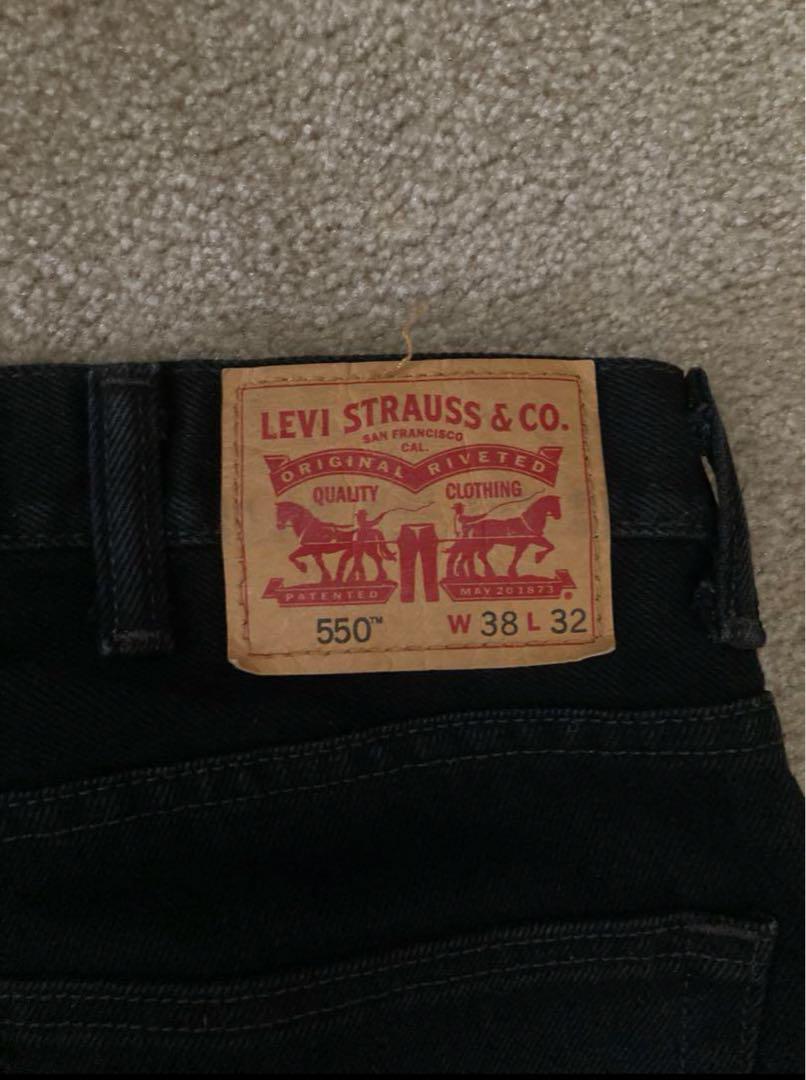 LEVI STRAUSS & CO.
SAN FRANCISCO
CAL.
ORIGINAL RIVETED
QUALITY CLOTHING
PATENTED MAY 20 1873
550™ W 38 L 32